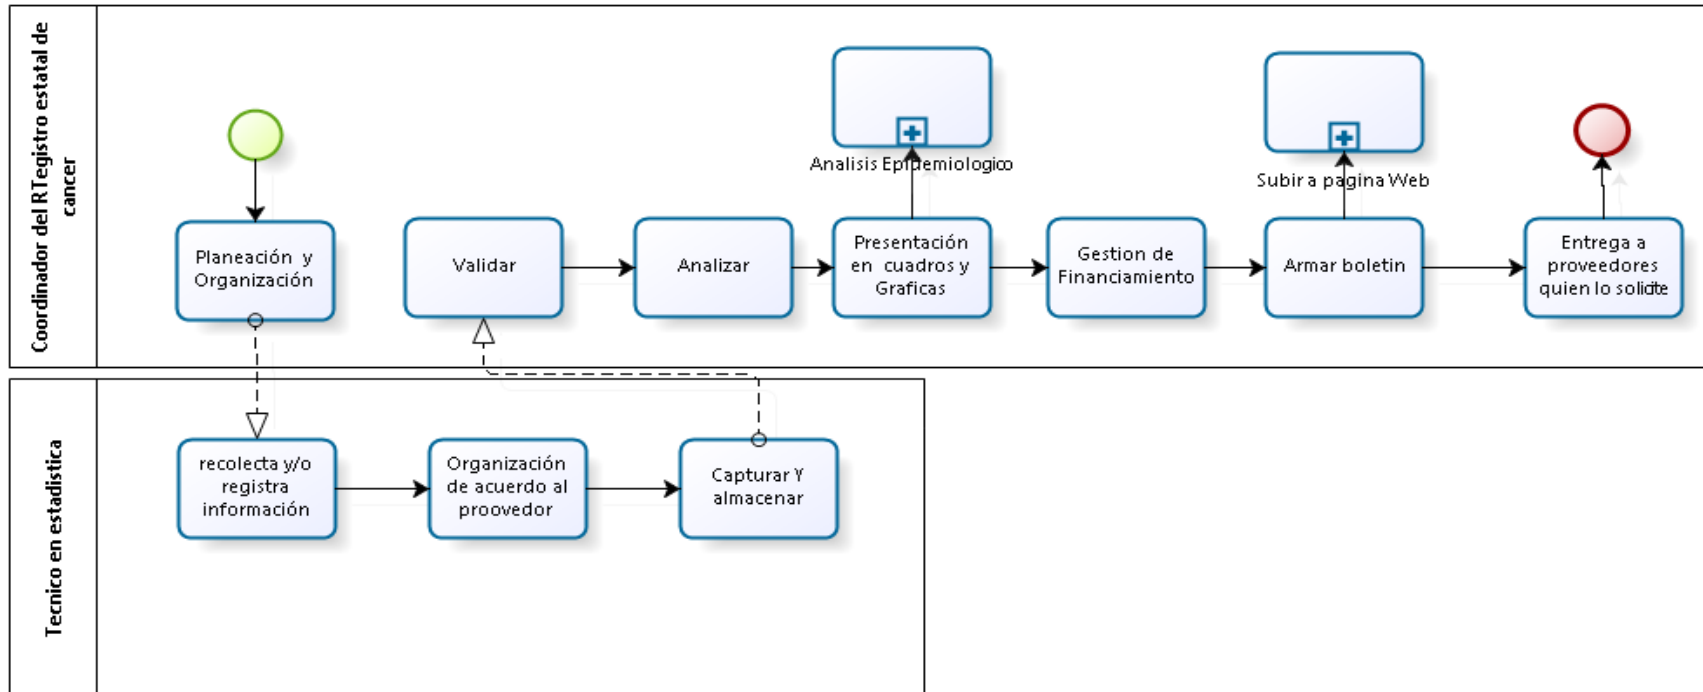 Coordinador del RTegistro estatal de
cancer
Planeación y
Organización
Validar
Analizar
Analisis Epidemiologico
Presentación
en cuadros y
Graficas
Gestion de
Financiamiento
Subir a pagina Web
Armar boletin
Entrega a
proveedores
quien lo solicite
Tecnico en estadistica
recolecta y/o
registra
información
Organización
de acuerdo al
proovedor
Capturar Y
almacenar